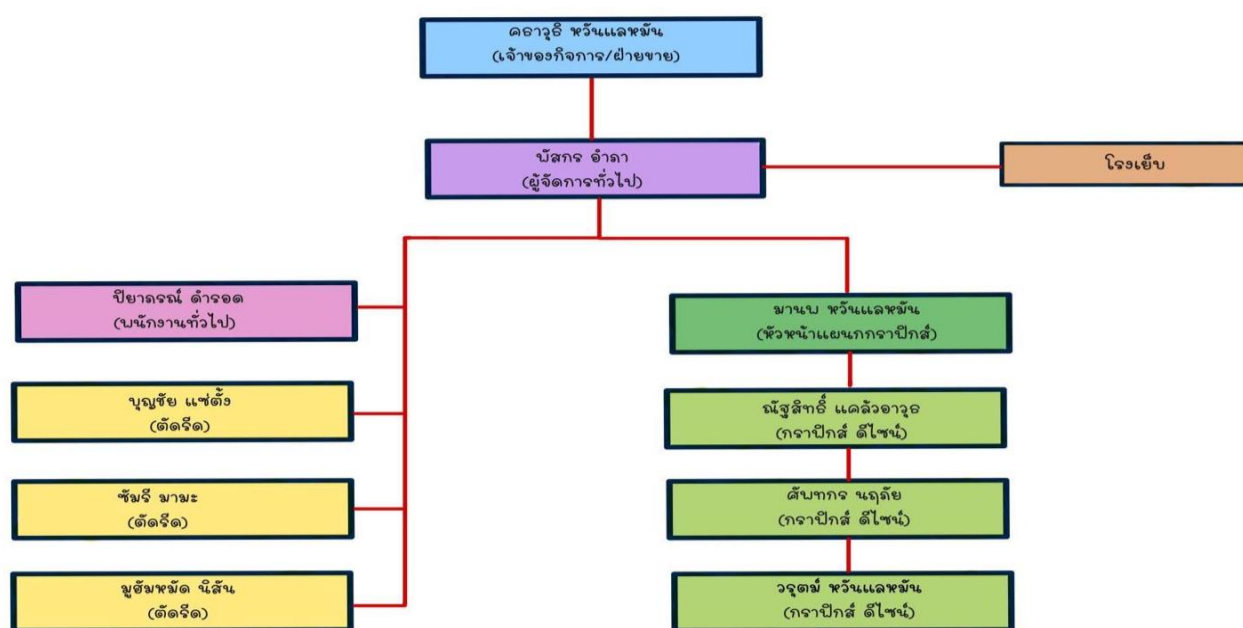 คธาวุธิ หวันแลหมัน
(เจ้าของกิจการ/ฝ่ายขาย)
พัสกร อำดา
(ผู้จัดการทั่วไป)
โรงเย็บ
ปิยาภรณ์ ดำรอด
(พนักงานทั่วไป)
มานพ หวันแลหมัน
(หัวหน้าแผนกกราปิกส์)
บุญชัย แซ่ตั้ง
(ตัดรีด)
ณัฐสิทธิ์ แคล้วอาวุธ
(กราปิกส์ ดีไซน์)
ซัมรี มามะ
(ตัดรีด)
ศัพทกร นฤภัย
(กราปิกส์ ดีไซน์)
มูฮัมหมัด นิสัน
(ตัดรีด)
วรุตม์ หวันแลหมัน
(กราปิกส์ ดีไซน์)